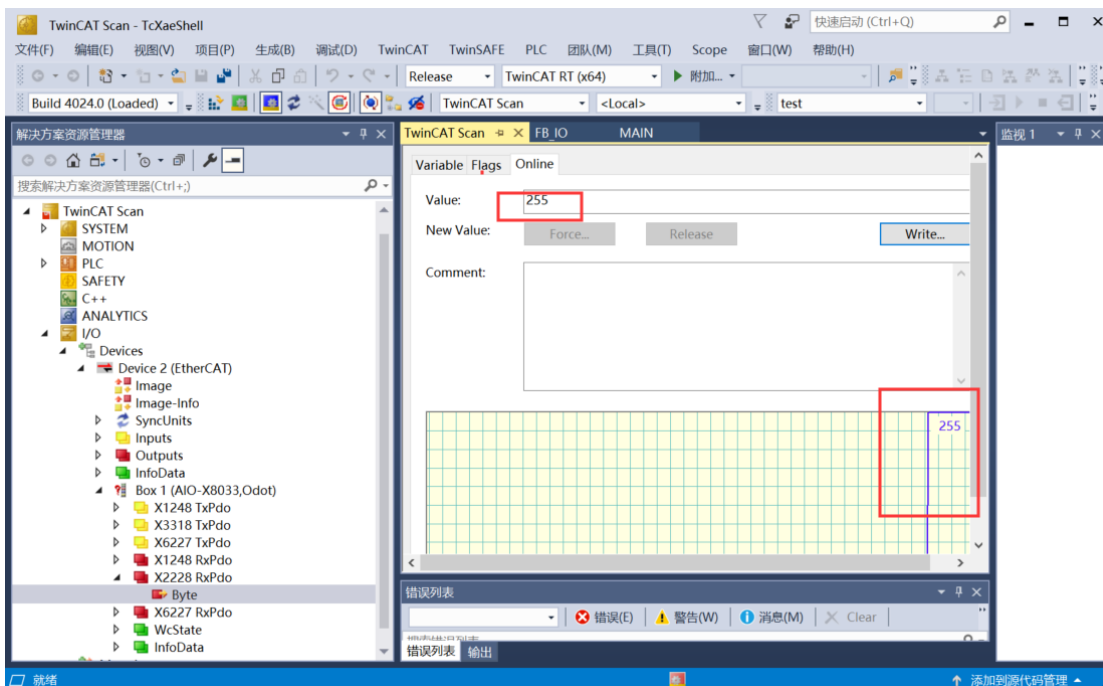 TwinCAT Scan - TcXaeShell
快速启动 (Ctrl+Q)
文件(F) 编辑(E) 视图(V) 项目(P) 生成(B) 调试(D) TwinCAT TwinSAFE PLC 团队(M) 工具(T) Scope 窗口(W) 帮助(H)
Release TwinCAT RT (x64) 附加...
Build 4024.0 (Loaded) TwinCAT Scan <Local> test
解决方案资源管理器
搜索解决方案资源管理器(Ctrl+;)
TwinCAT Scan
SYSTEM
MOTION
PLC
SAFETY
C++
ANALYTICS
I/O
Devices
Device 2 (EtherCAT)
Image
Image-Info
SyncUnits
Inputs
Outputs
InfoData
Box 1 (AIO-X8033,Odot)
X1248 TxPdo
X3318 TxPdo
X6227 TxPdo
X1248 RxPdo
X2228 RxPdo
Byte
X6227 RxPdo
WcState
InfoData
TwinCAT Scan FB_IO MAIN
Variable Flags Online
Value: 255
New Value: Force... Release Write...
Comment:
255
错误列表
错误(E) 警告(W) 消息(M) Clear
错误列表 输出
监视 1
就绪
添加到源代码管理